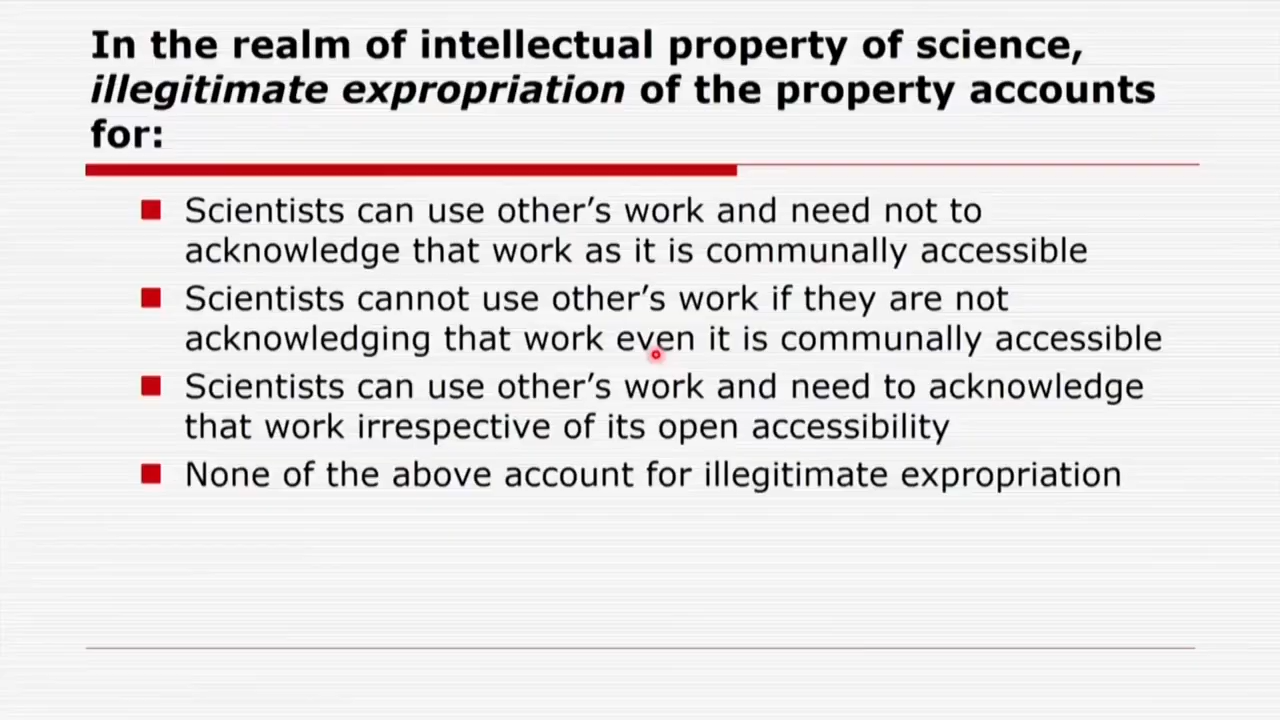 In the realm of intellectual property of science,
illegitimate expropriation of the property accounts
for:
Scientists can use other's work and need not to
acknowledge that work as it is communally accessible
Scientists cannot use other's work if they are not
acknowledging that work even it is communally accessible
Scientists can use other's work and need to acknowledge
that work irrespective of its open accessibility
None of the above account for illegitimate expropriation